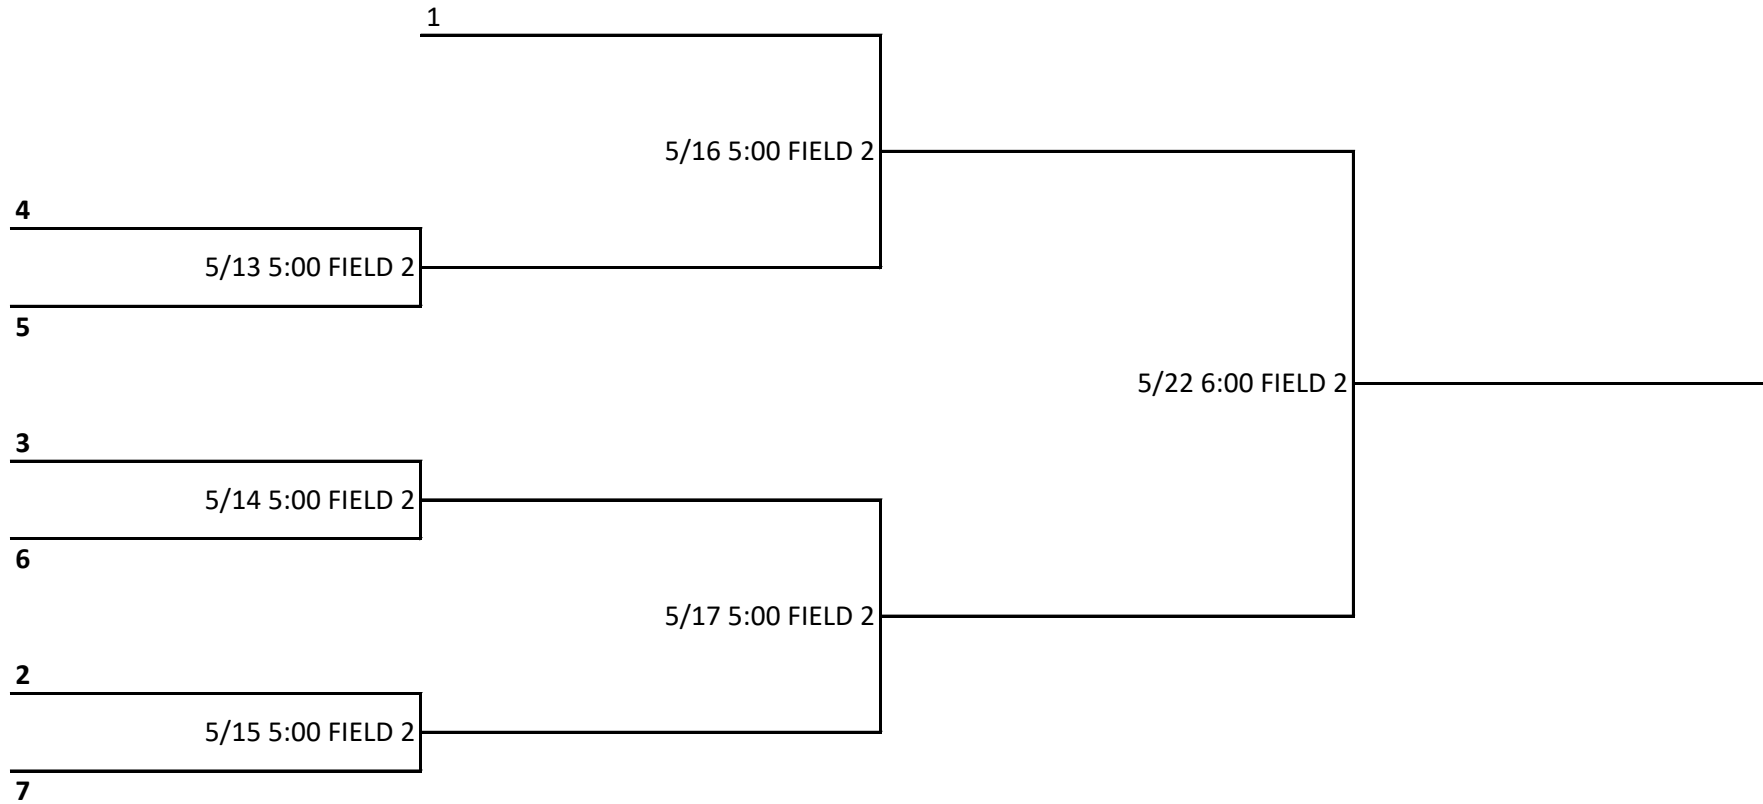 1
5/16 5:00 FIELD 2
4
5/13 5:00 FIELD 2
5
5/22 6:00 FIELD 2
3
5/14 5:00 FIELD 2
6
5/17 5:00 FIELD 2
2
5/15 5:00 FIELD 2
7